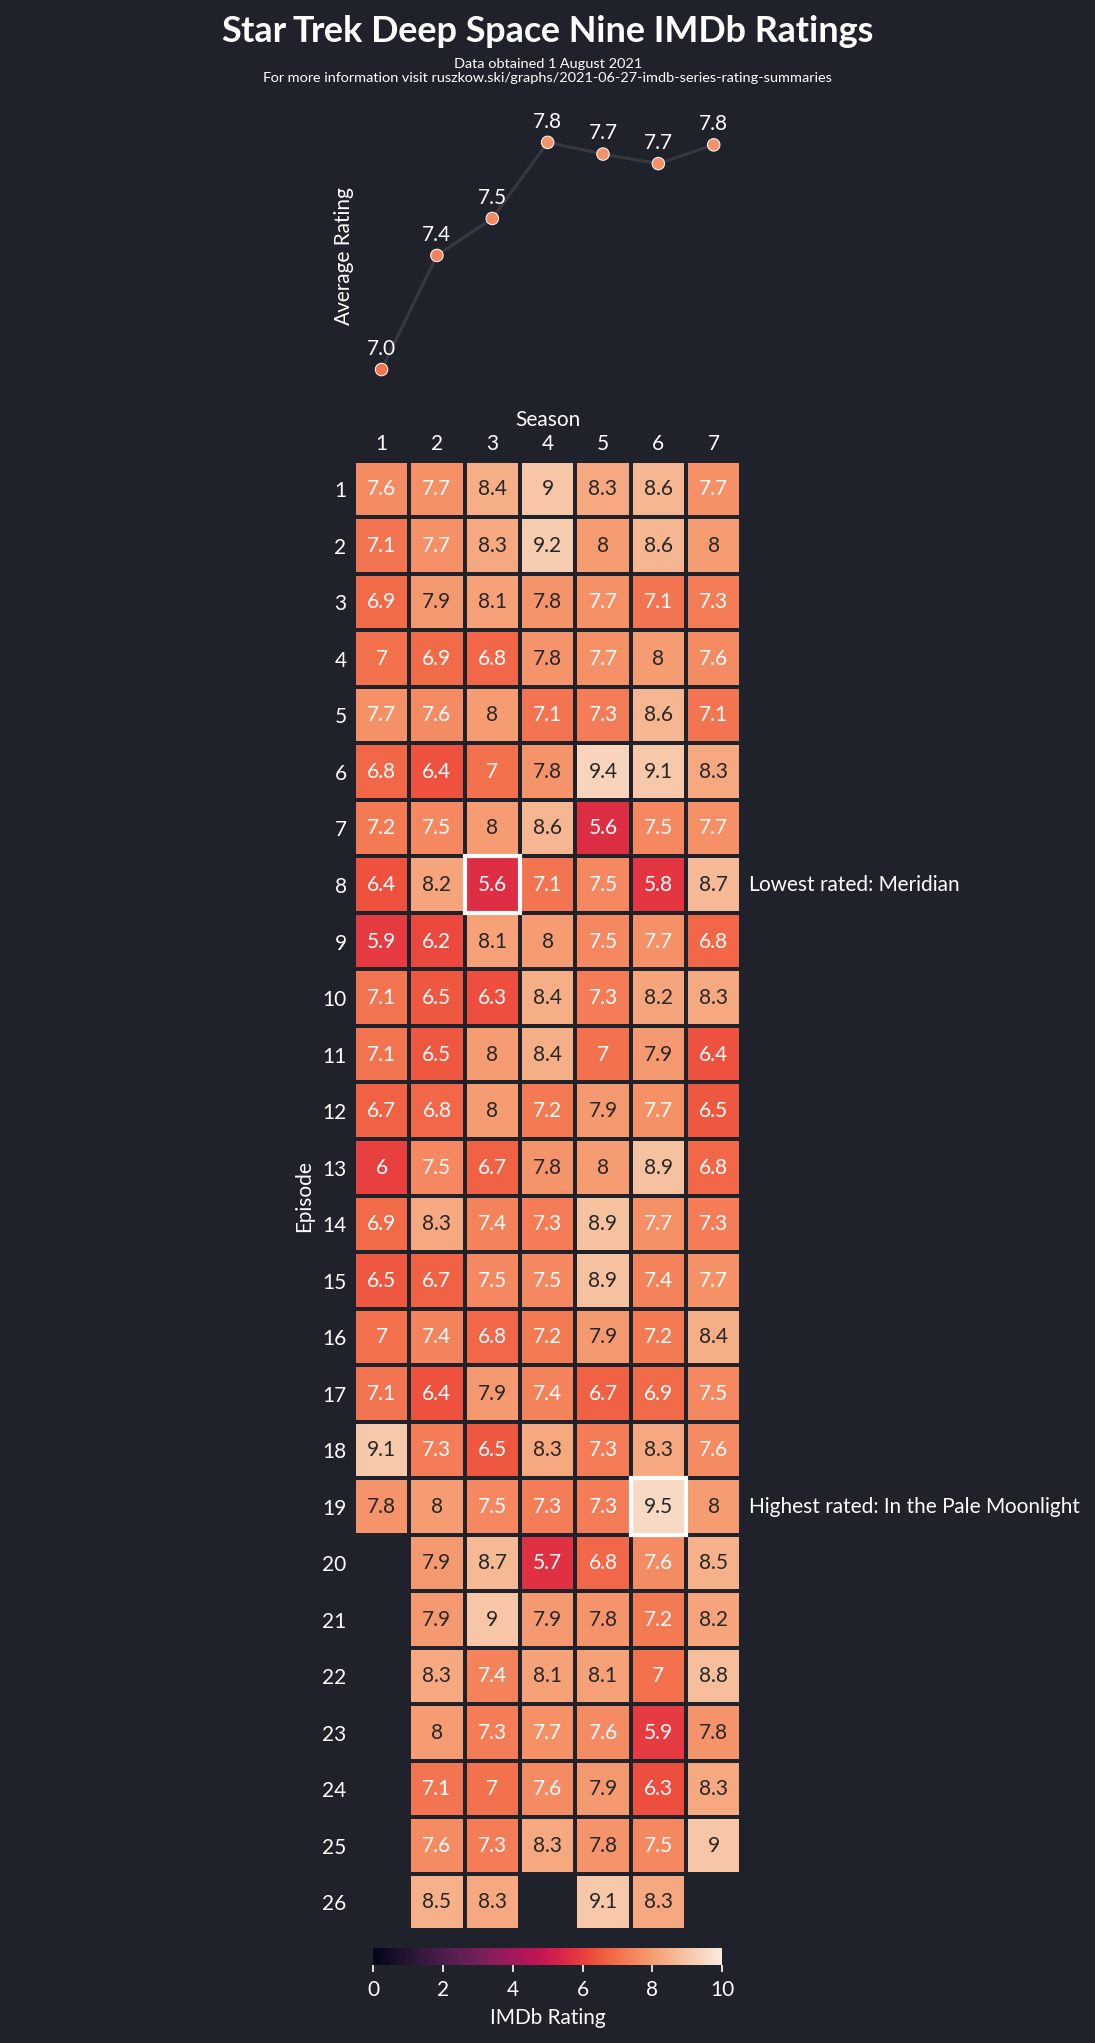 Star Trek Deep Space Nine IMDb Ratings
Data obtained 1 August 2021
For more information visit ruszkow.ski/graphs/2021-06-27-imdb-series-rating-summaries
7.8
7.7
7.7
7.8
7.5
7.4
7.0
Average Rating
Season
1 2 3 4 5 6 7
1 7.6 7.7 8.4 9 8.3 8.6 7.7
2 7.1 7.7 8.3 9.2 8 8.6 8
3 6.9 7.9 8.1 7.8 7.7 7.1 7.3
4 7 6.9 6.8 7.8 7.7 8 7.6
5 7.7 7.6 8 7.1 7.3 8.6 7.1
6 6.8 6.4 7 7.8 9.4 9.1 8.3
7 7.2 7.5 8 8.6 5.6 7.5 7.7
8 6.4 8.2 5.6 7.1 7.5 5.8 8.7 Lowest rated: Meridian
9 5.9 6.2 8.1 8 7.5 7.7 6.8
10 7.1 6.5 6.3 8.4 7.3 8.2 8.3
11 7.1 6.5 8 8.4 7 7.9 6.4
12 6.7 6.8 8 7.2 7.9 7.7 6.5
13 6 7.5 6.7 7.8 8 8.9 6.8
Episode
14 6.9 8.3 7.4 7.3 8.9 7.7 7.3
15 6.5 6.7 7.5 7.5 8.9 7.4 7.7
16 7 7.4 6.8 7.2 7.9 7.2 8.4
17 7.1 6.4 7.9 7.4 6.7 6.9 7.5
18 9.1 7.3 6.5 8.3 7.3 8.3 7.6
19 7.8 8 7.5 7.3 7.3 9.5 8 Highest rated: In the Pale Moonlight
20 7.9 8.7 5.7 6.8 7.6 8.5
21 7.9 9 7.9 7.8 7.2 8.2
22 8.3 7.4 8.1 8.1 7 8.8
23 8 7.3 7.7 7.6 5.9 7.8
24 7.1 7 7.6 7.9 6.3 8.3
25 7.6 7.3 8.3 7.8 7.5 9
26 8.5 8.3 9.1 8.3
0 2 4 6 8 10
IMDb Rating